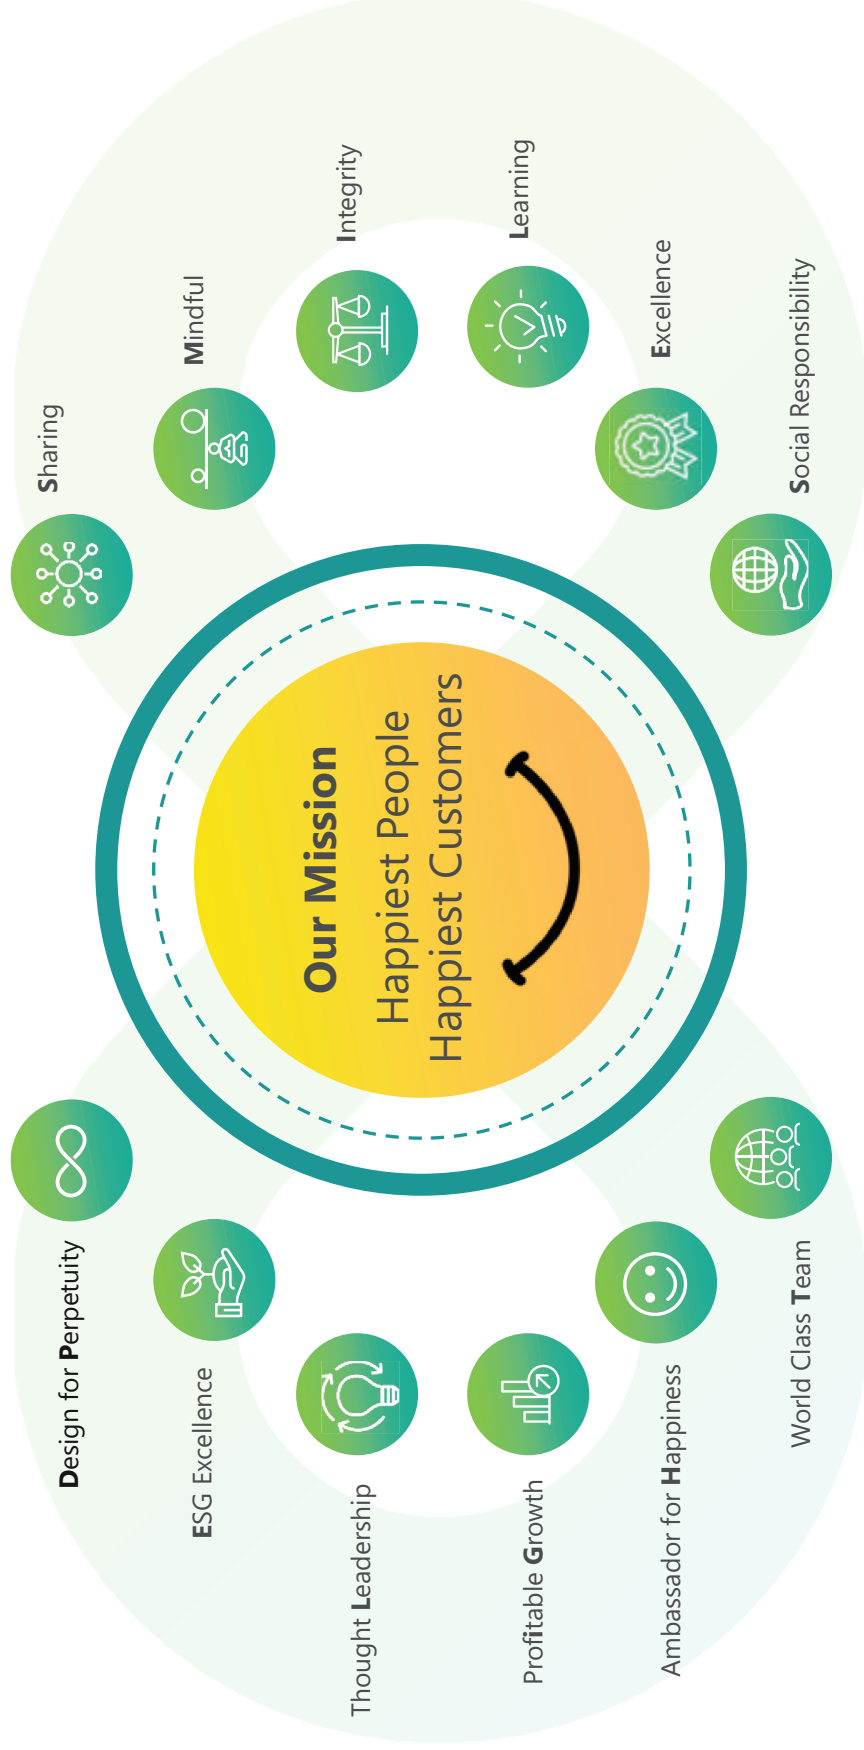 Design for Perpetuity
ESG Excellence
Thought Leadership
Profitable Growth
Ambassador for Happiness
World Class Team
Our Mission
Happiest People
Happiest Customers
Sharing
Mindful
Integrity
Learning
Excellence
Social Responsibility